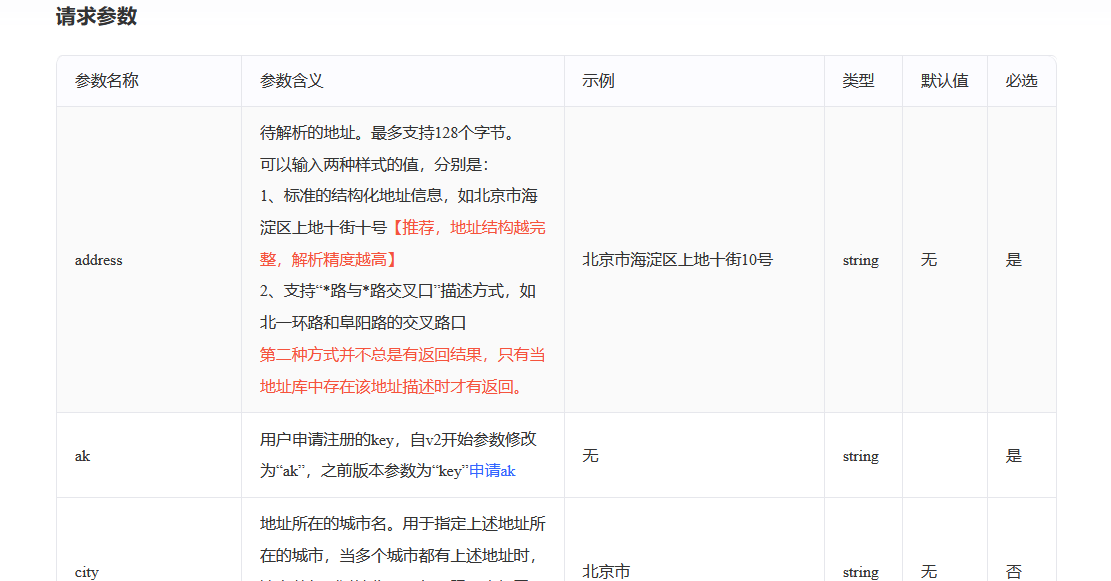 请求参数
参数名称 参数含义 示例 类型 默认值 必选
待解析的地址。最多支持128个字节。
可以输入两种样式的值，分别是：
1、标准的结构化地址信息，如北京市海
淀区上地十街十号【推荐，地址结构越完
整，解析精度越高】
2、支持“*路与*路交叉口”描述方式，如
北一环路和阜阳路的交叉路口
第二种方式并不总是有返回结果，只有当
地址库中存在该地址描述时才有返回。
address 北京市海淀区上地十街10号 string 无 是
用户申请注册的key，自v2开始参数修改
为“ak”，之前版本参数为“key”申请ak
ak 无 string 是
地址所在的城市名。用于指定上述地址所
在的城市，当多个城市都有上述地址时，
city 北京市 string 无 否